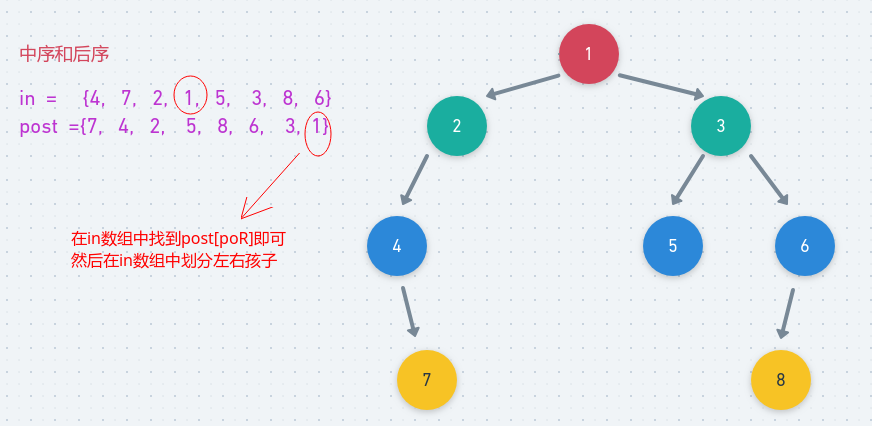 中序和后序
in = {4, 7, 2, 1, 5, 3, 8, 6}
post ={7, 4, 2, 5, 8, 6, 3, 1}
在in数组中找到post[poR]即可
然后在in数组中划分左右孩子
1
2
3
4
5
6
7
8